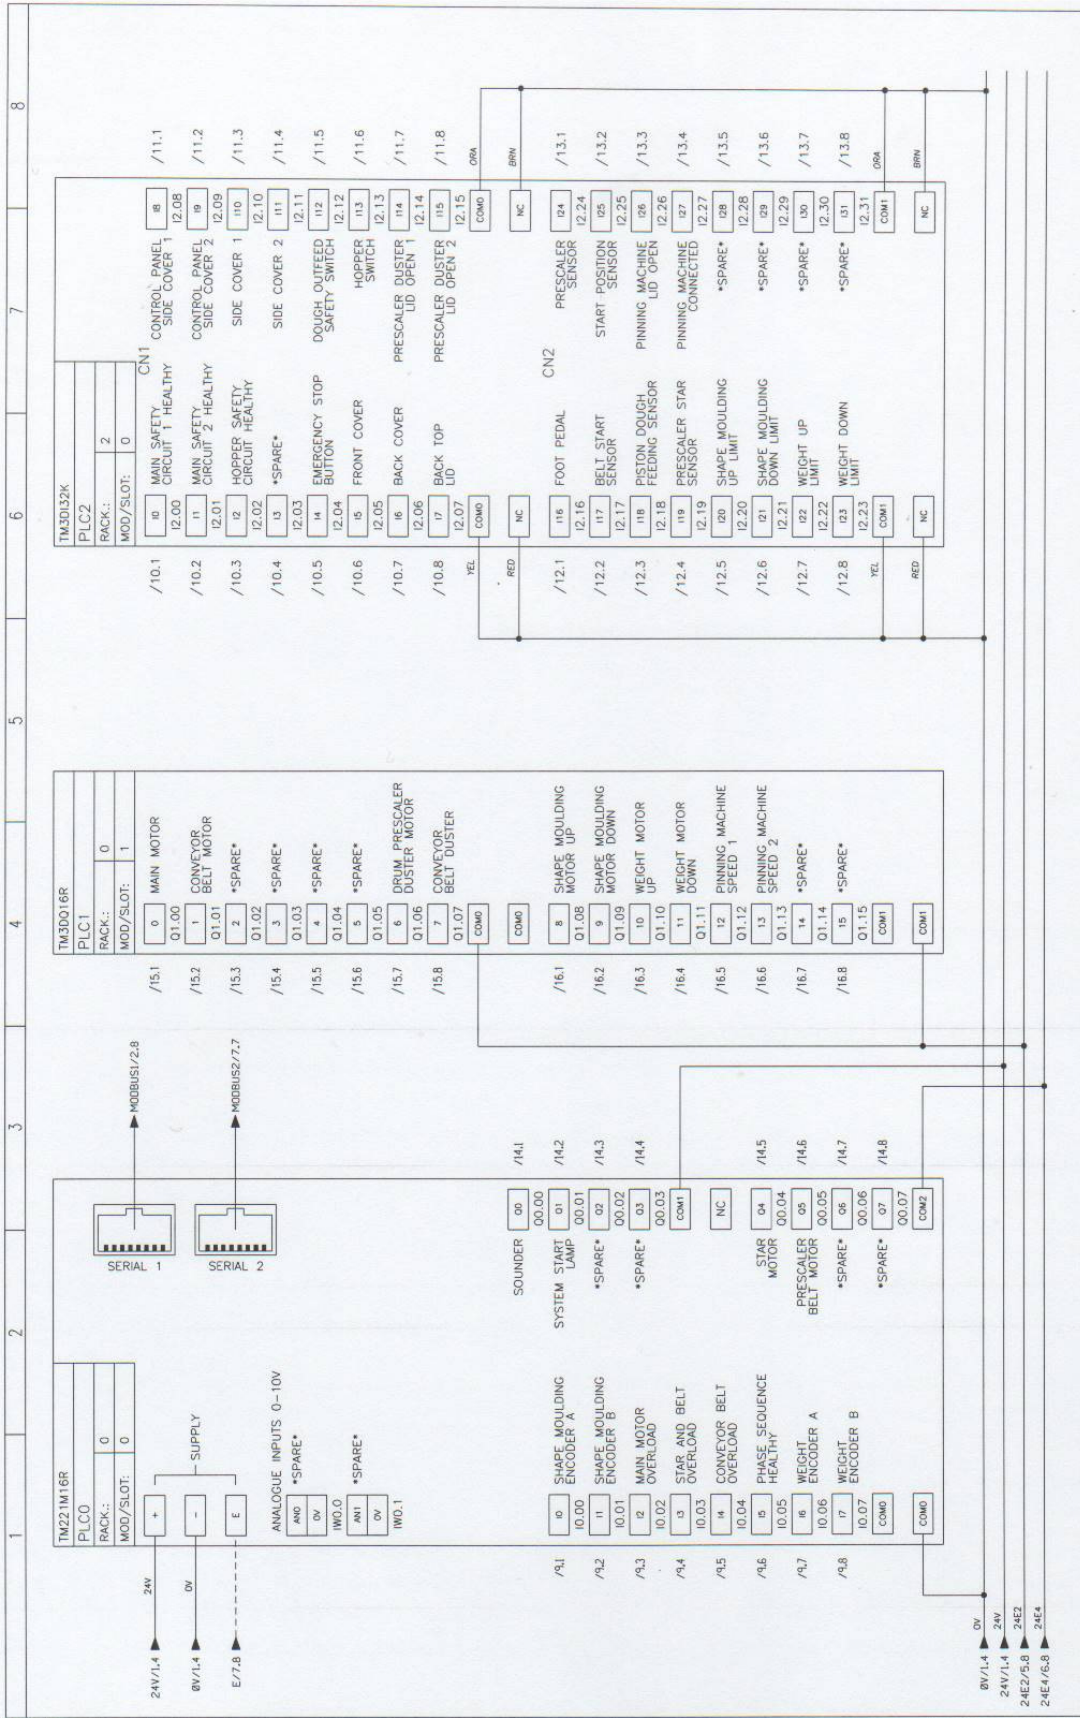 1
2
3
4
5
6
7
8
TM221M16R
PLC0
RACK.: 0
MOD/SLOT: 0
24V/1.4
24V
+
0V/1.4
0V
-
SUPPLY
E/7.8
E
SERIAL 1
MODBUS1/2.8
SERIAL 2
MODBUS2/7.7
ANALOGUE INPUTS 0-10V
AN0
*SPARE*
0V
IW0.0
AN1
*SPARE*
0V
IW0.1
/9.1
I0
I0.00
SHAPE MOULDING
ENCODER A
/9.2
I1
I0.01
SHAPE MOULDING
ENCODER B
/9.3
I2
I0.02
MAIN MOTOR
OVERLOAD
/9.4
I3
I0.03
STAR AND BELT
OVERLOAD
/9.5
I4
I0.04
CONVEYOR BELT
OVERLOAD
/9.6
I5
I0.05
PHASE SEQUENCE
HEALTHY
/9.7
I6
I0.06
WEIGHT
ENCODER A
/9.8
I7
I0.07
WEIGHT
ENCODER B
COM0
COM0
SOUNDER
Q0
Q0.00
/14.1
SYSTEM START
LAMP
Q1
Q0.01
/14.2
*SPARE*
Q2
Q0.02
/14.3
*SPARE*
Q3
Q0.03
/14.4
COM1
NC
STAR
MOTOR
Q4
Q0.04
/14.5
PRESCALER
BELT MOTOR
Q5
Q0.05
/14.6
*SPARE*
Q6
Q0.06
/14.7
*SPARE*
Q7
Q0.07
/14.8
COM2
TM3DQ16R
PLC1
RACK.: 0
MOD/SLOT: 1
/15.1
0
Q1.00
MAIN MOTOR
/15.2
1
Q1.01
CONVEYOR
BELT MOTOR
/15.3
2
Q1.02
*SPARE*
/15.4
3
Q1.03
*SPARE*
/15.5
4
Q1.04
*SPARE*
/15.6
5
Q1.05
*SPARE*
/15.7
6
Q1.06
DRUM PRESCALER
DUSTER MOTOR
/15.8
7
Q1.07
CONVEYOR
BELT DUSTER
COM0
COM0
/16.1
8
Q1.08
SHAPE MOULDING
MOTOR UP
/16.2
9
Q1.09
SHAPE MOULDING
MOTOR DOWN
/16.3
10
Q1.10
WEIGHT MOTOR
UP
/16.4
11
Q1.11
WEIGHT MOTOR
DOWN
/16.5
12
Q1.12
PINNING MACHINE
SPEED 1
/16.6
13
Q1.13
PINNING MACHINE
SPEED 2
/16.7
14
Q1.14
*SPARE*
/16.8
15
Q1.15
*SPARE*
COM1
COM1
TM3DI32K
PLC2
RACK.: 2
MOD/SLOT: 0
CN1
/10.1
I0
I2.00
MAIN SAFETY
CIRCUIT 1 HEALTHY
/10.2
I1
I2.01
MAIN SAFETY
CIRCUIT 2 HEALTHY
/10.3
I2
I2.02
HOPPER SAFETY
CIRCUIT HEALTHY
/10.4
I3
I2.03
*SPARE*
/10.5
I4
I2.04
EMERGENCY STOP
BUTTON
/10.6
I5
I2.05
FRONT COVER
/10.7
I6
I2.06
BACK COVER
/10.8
I7
I2.07
BACK TOP
LID
YEL
COM0
RED
NC
CONTROL PANEL
SIDE COVER 1
I8
I2.08
/11.1
CONTROL PANEL
SIDE COVER 2
I9
I2.09
/11.2
SIDE COVER 1
I10
I2.10
/11.3
SIDE COVER 2
I11
I2.11
/11.4
DOUGH OUTFEED
SAFETY SWITCH
I12
I2.12
/11.5
HOPPER
SWITCH
I13
I2.13
/11.6
PRESCALER DUSTER
LID OPEN 1
I14
I2.14
/11.7
PRESCALER DUSTER
LID OPEN 2
I15
I2.15
/11.8
COM0
ORA
NC
BRN
CN2
/12.1
I16
I2.16
FOOT PEDAL
/12.2
I17
I2.17
BELT START
SENSOR
/12.3
I18
I2.18
PISTON DOUGH
FEEDING SENSOR
/12.4
I19
I2.19
PRESCALER STAR
SENSOR
/12.5
I20
I2.20
SHAPE MOULDING
UP LIMIT
/12.6
I21
I2.21
SHAPE MOULDING
DOWN LIMIT
/12.7
I22
I2.22
WEIGHT UP
LIMIT
/12.8
I23
I2.23
WEIGHT DOWN
LIMIT
YEL
COM1
RED
NC
PRESCALER
SENSOR
I24
I2.24
/13.1
START POSITION
SENSOR
I25
I2.25
/13.2
PINNING MACHINE
LID OPEN
I26
I2.26
/13.3
PINNING MACHINE
CONNECTED
I27
I2.27
/13.4
*SPARE*
I28
I2.28
/13.5
*SPARE*
I29
I2.29
/13.6
*SPARE*
I30
I2.30
/13.7
*SPARE*
I31
I2.31
/13.8
COM1
ORA
NC
BRN
0V/1.4
0V
24V/1.4
24V
24E2/5.8
24E2
24E4/6.8
24E4